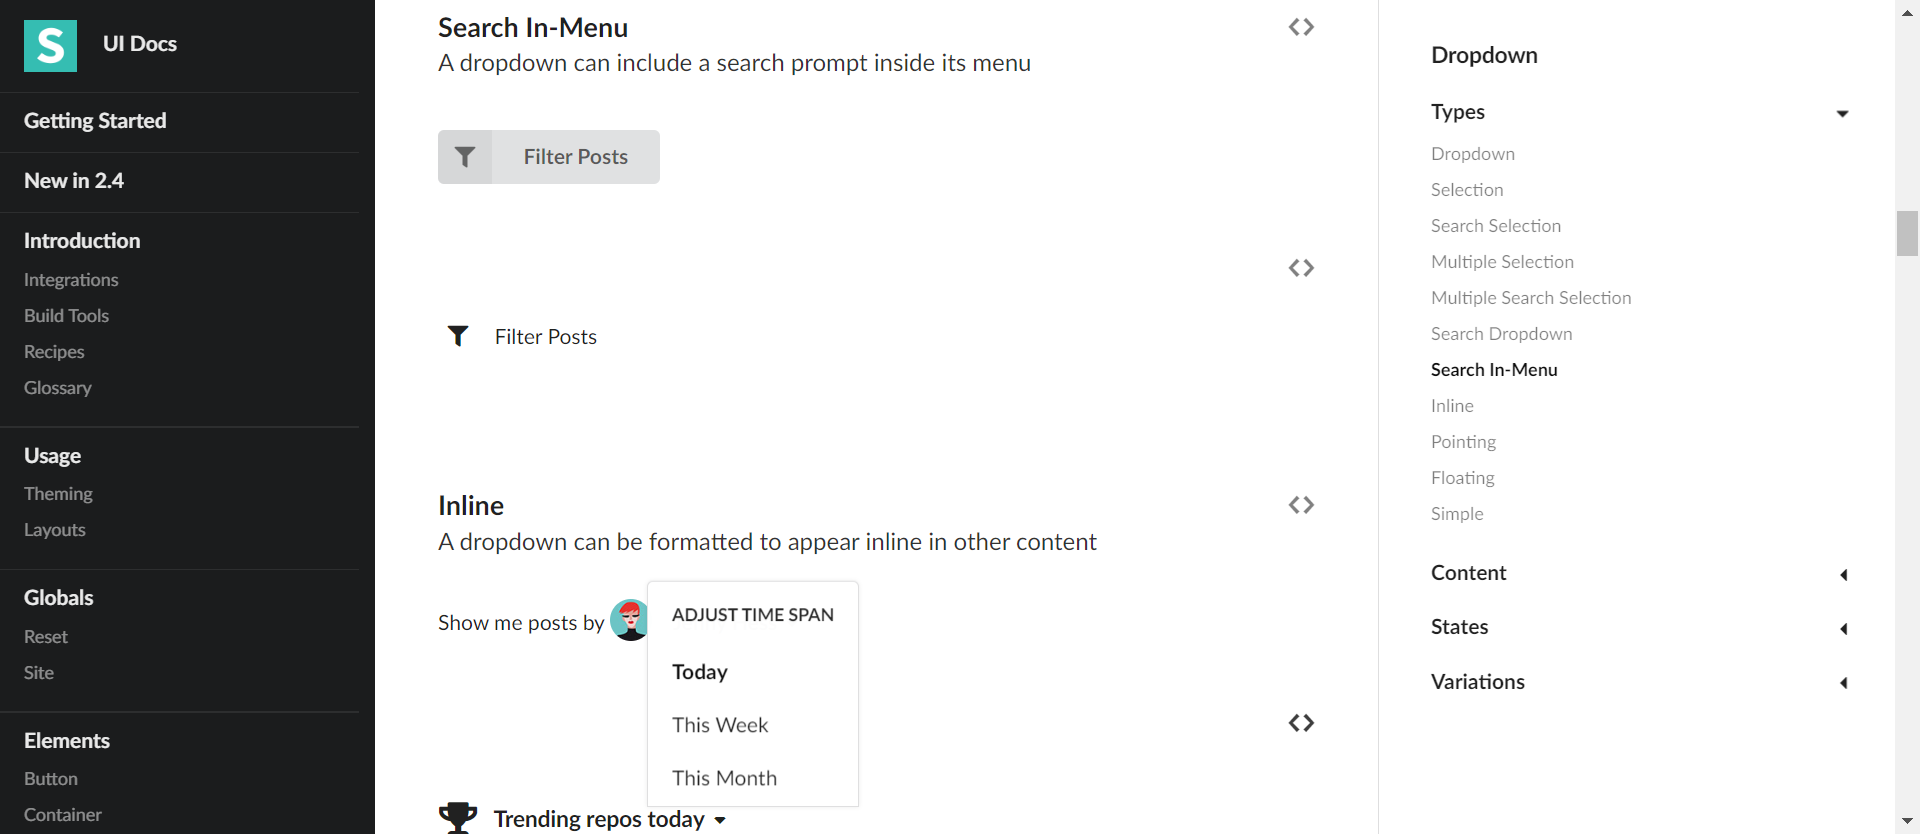 S
UI Docs
Getting Started
New in 2.4
Introduction
Integrations
Build Tools
Recipes
Glossary
Usage
Theming
Layouts
Globals
Reset
Site
Elements
Button
Container
Search In-Menu
A dropdown can include a search prompt inside its menu
Filter Posts
Filter Posts
Inline
A dropdown can be formatted to appear inline in other content
Show me posts by
ADJUST TIME SPAN
Today
This Week
This Month
Trending repos today
Dropdown
Types
Dropdown
Selection
Search Selection
Multiple Selection
Multiple Search Selection
Search Dropdown
Search In-Menu
Inline
Pointing
Floating
Simple
Content
States
Variations